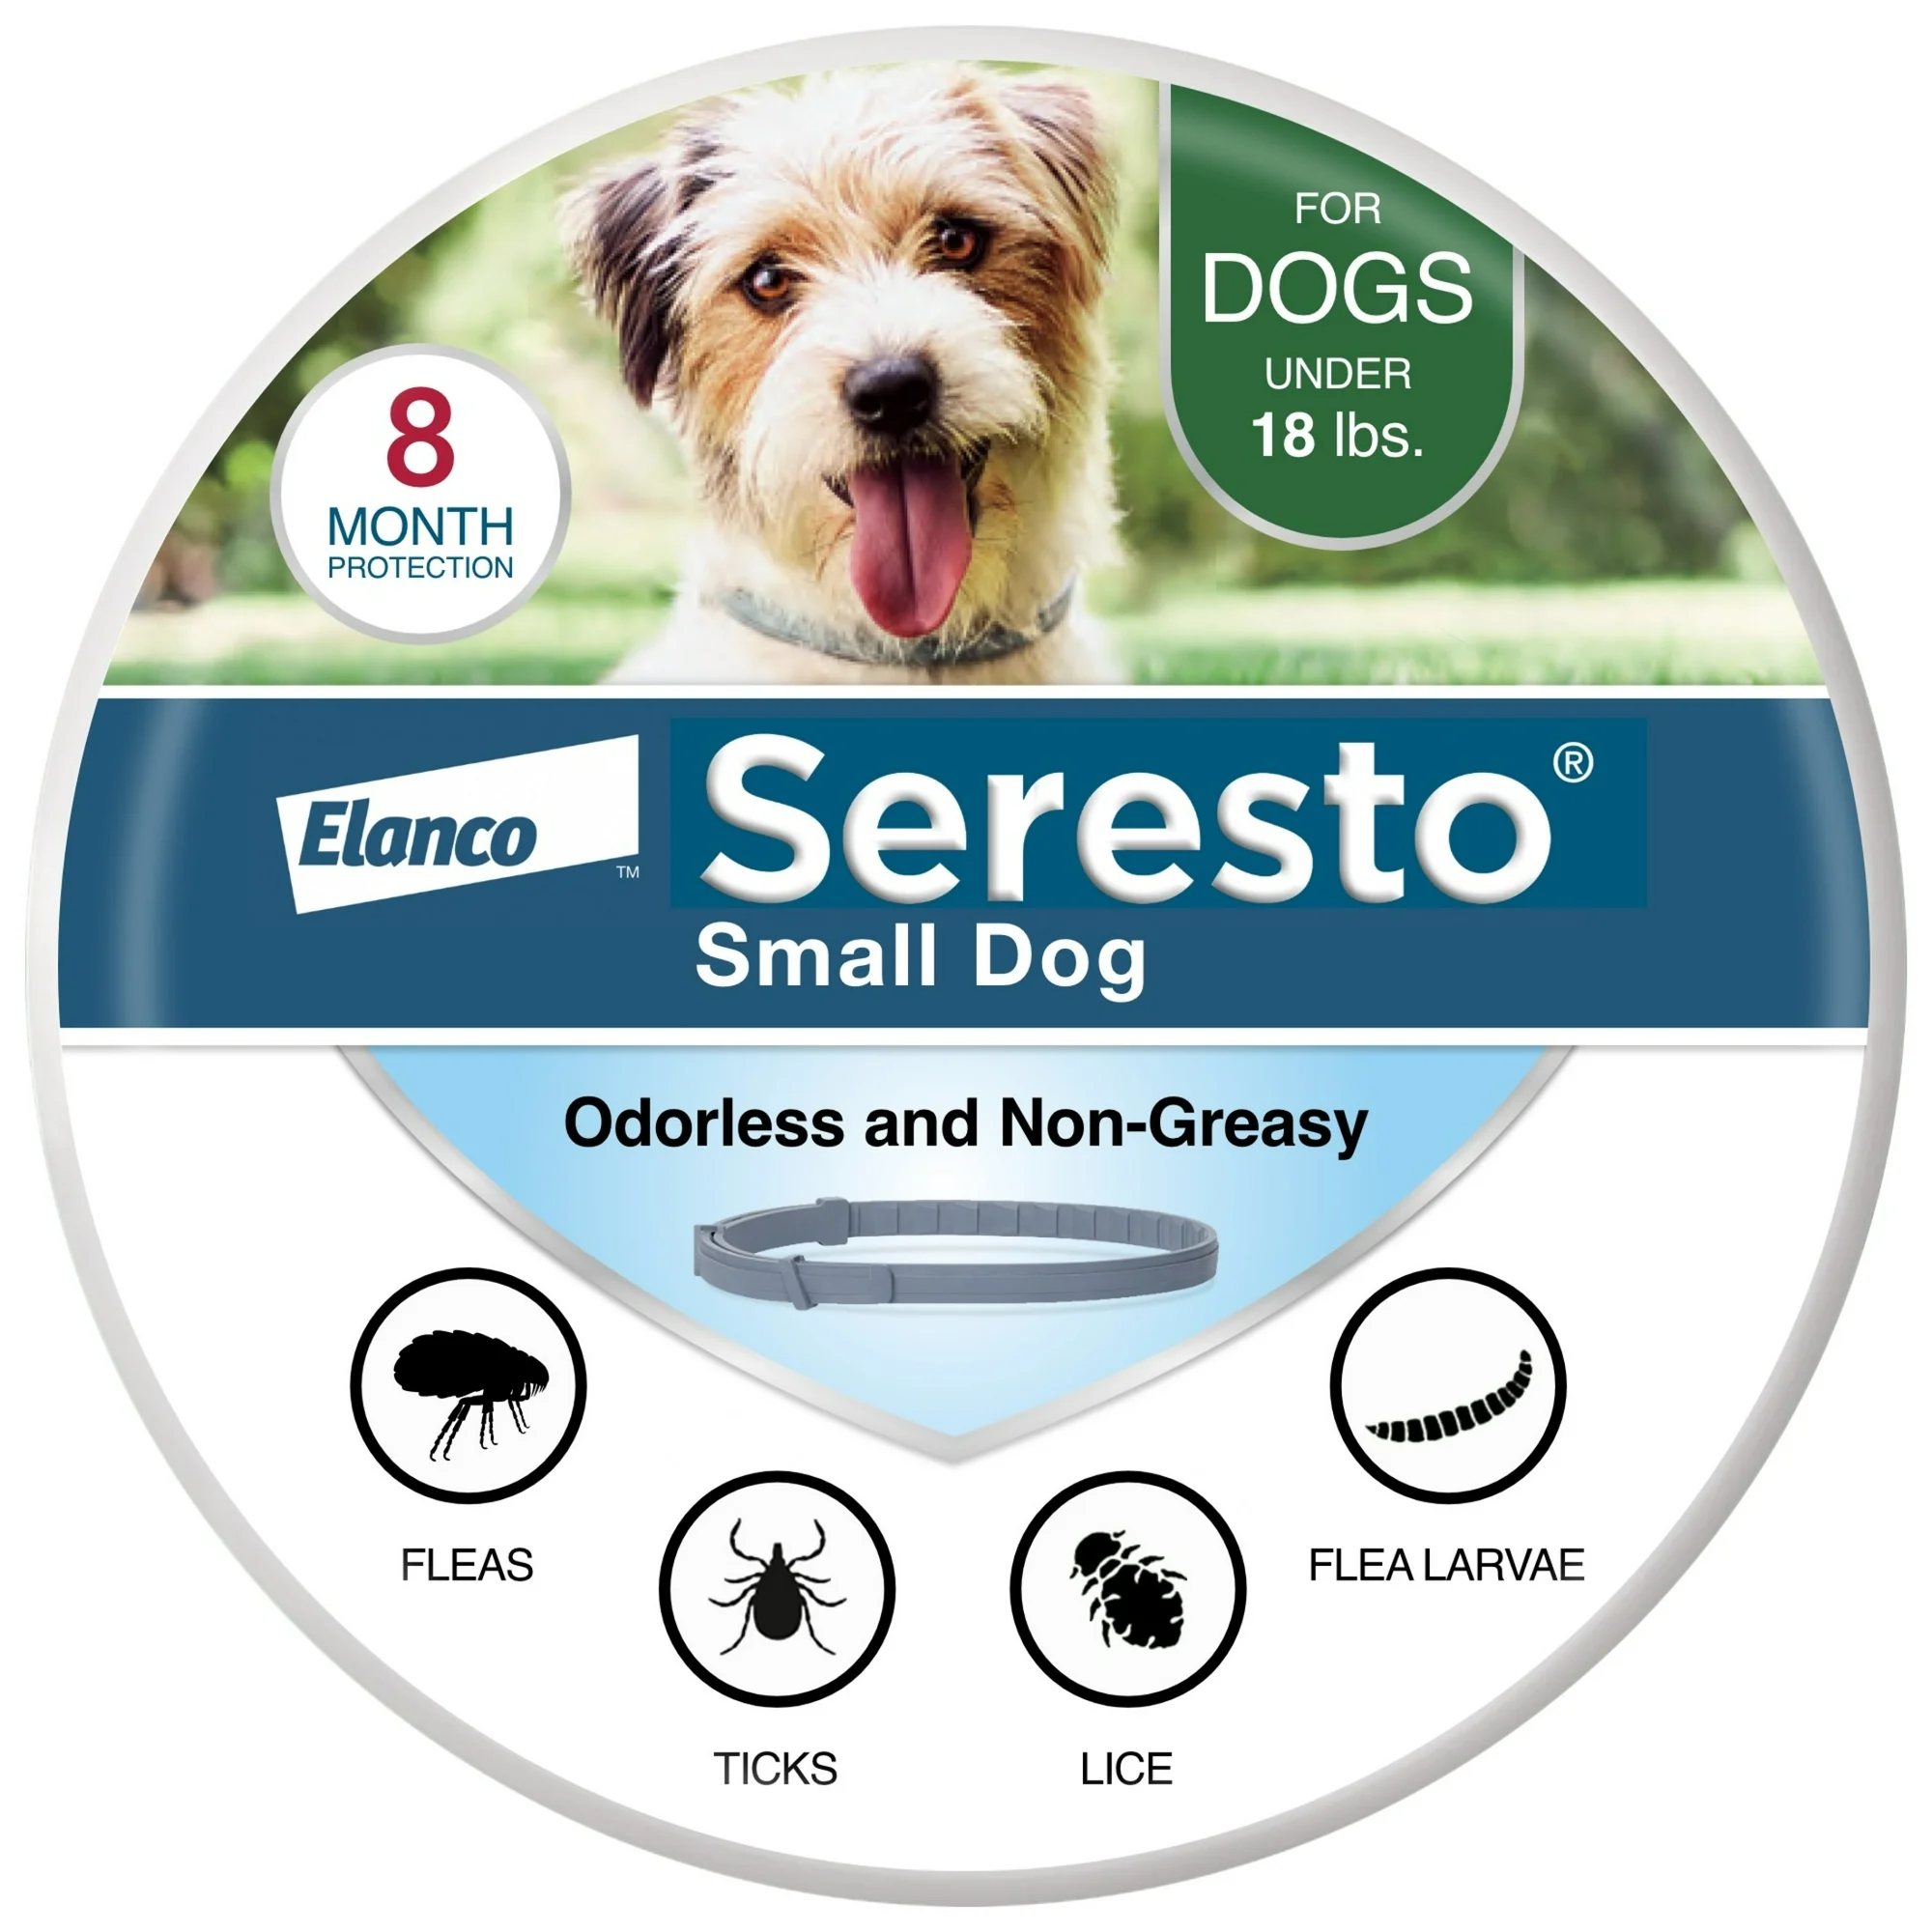 FOR
DOGS
UNDER
18 lbs.
8
MONTH
PROTECTION
Elanco
TM
Seresto®
Small Dog
Odorless and Non-Greasy
FLEAS
TICKS
LICE
FLEA LARVAE